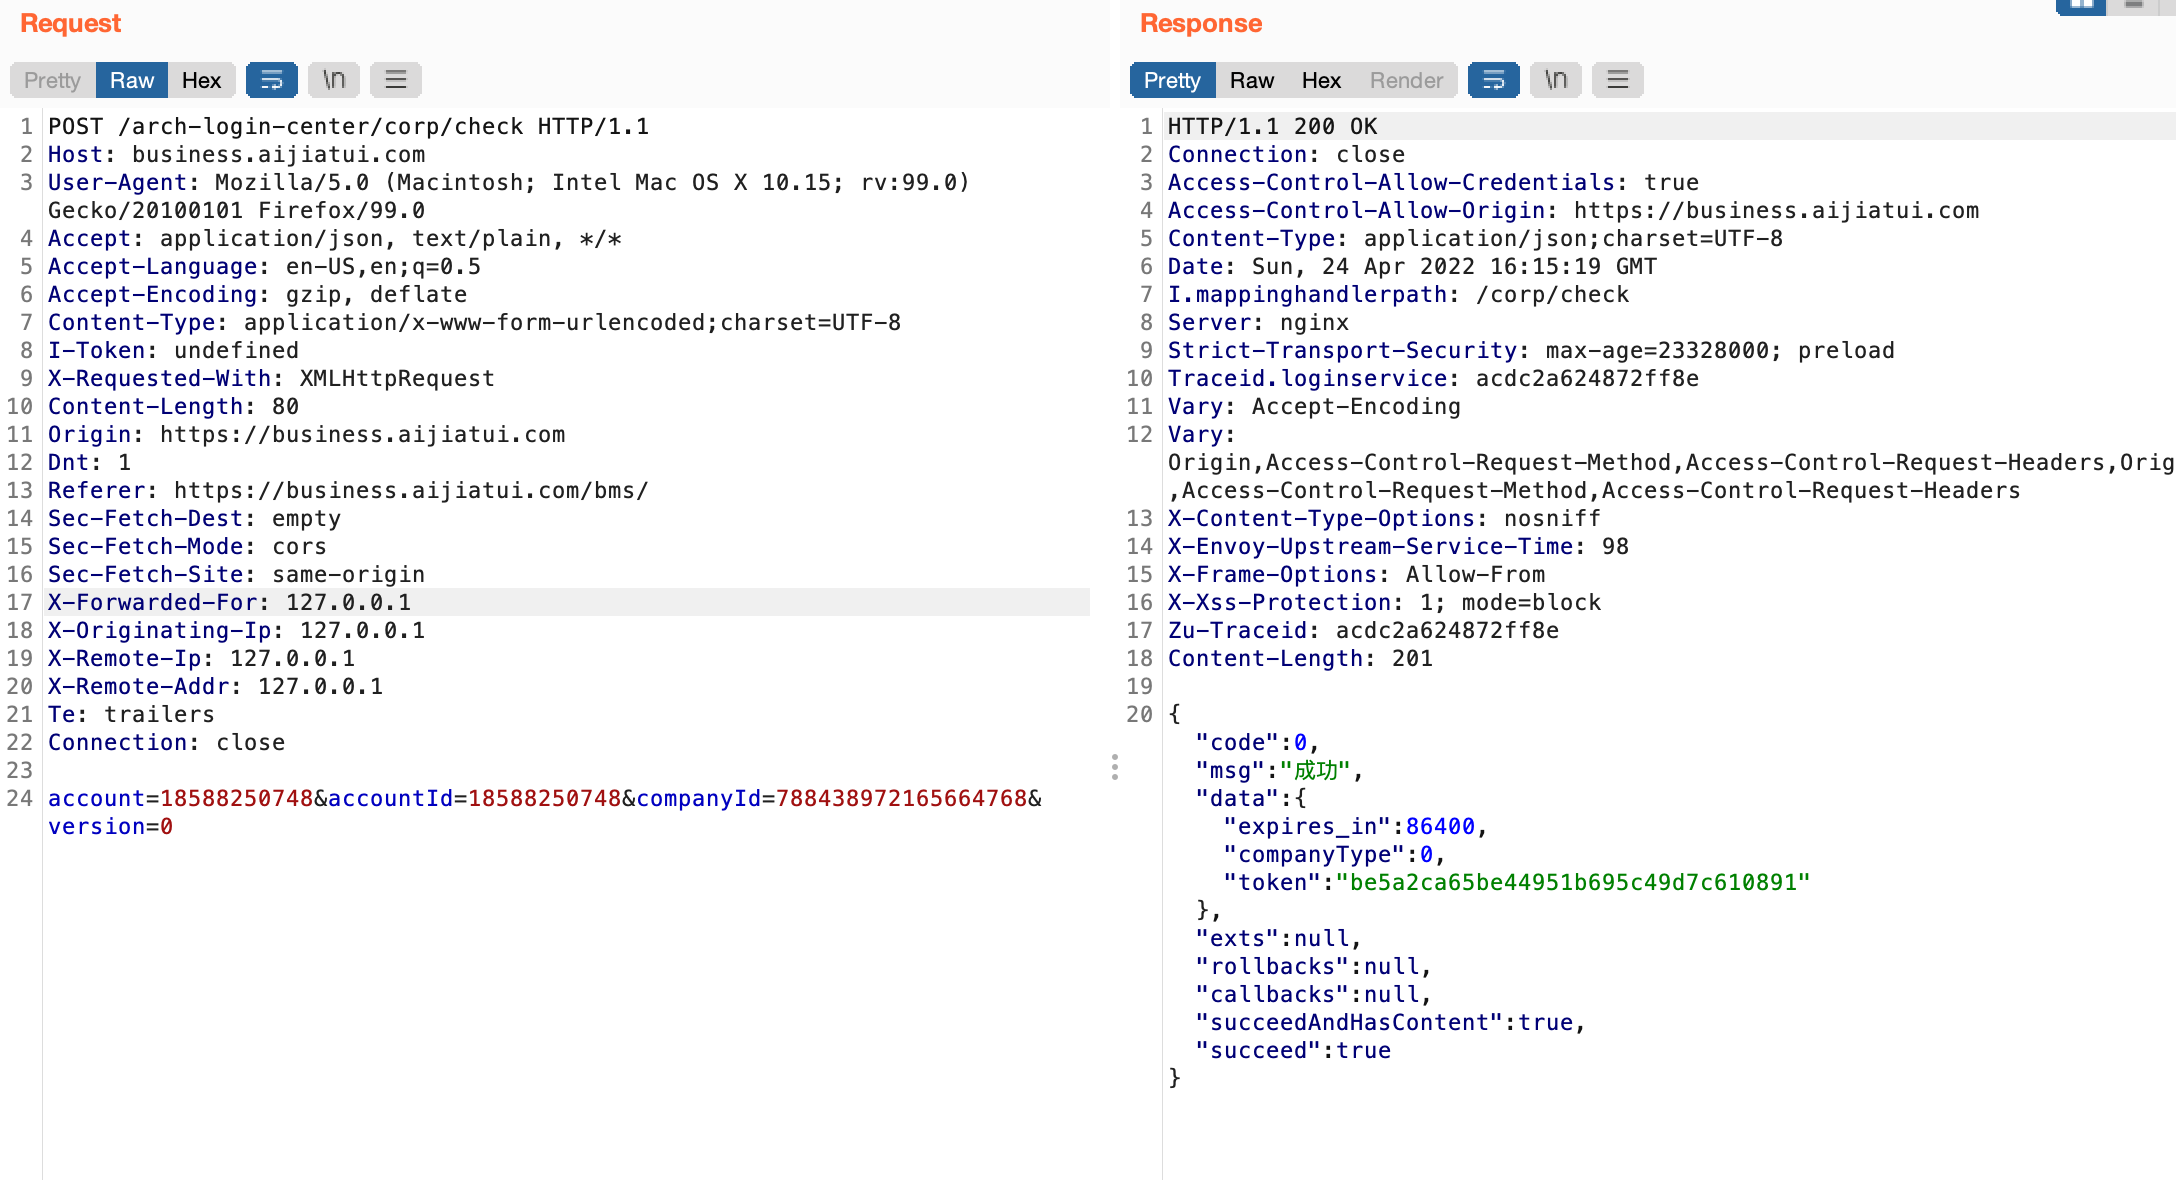 Request
Pretty Raw Hex \n
1 POST /arch-login-center/corp/check HTTP/1.1
2 Host: business.aijiatui.com
3 User-Agent: Mozilla/5.0 (Macintosh; Intel Mac OS X 10.15; rv:99.0)
Gecko/20100101 Firefox/99.0
4 Accept: application/json, text/plain, */*
5 Accept-Language: en-US,en;q=0.5
6 Accept-Encoding: gzip, deflate
7 Content-Type: application/x-www-form-urlencoded;charset=UTF-8
8 I-Token: undefined
9 X-Requested-With: XMLHttpRequest
10 Content-Length: 80
11 Origin: https://business.aijiatui.com
12 Dnt: 1
13 Referer: https://business.aijiatui.com/bms/
14 Sec-Fetch-Dest: empty
15 Sec-Fetch-Mode: cors
16 Sec-Fetch-Site: same-origin
17 X-Forwarded-For: 127.0.0.1
18 X-Originating-Ip: 127.0.0.1
19 X-Remote-Ip: 127.0.0.1
20 X-Remote-Addr: 127.0.0.1
21 Te: trailers
22 Connection: close
23
24 account=18588250748&accountId=18588250748&companyId=788438972165664768&
version=0
Response
Pretty Raw Hex Render \n
1 HTTP/1.1 200 OK
2 Connection: close
3 Access-Control-Allow-Credentials: true
4 Access-Control-Allow-Origin: https://business.aijiatui.com
5 Content-Type: application/json;charset=UTF-8
6 Date: Sun, 24 Apr 2022 16:15:19 GMT
7 I.mappinghandlerpath: /corp/check
8 Server: nginx
9 Strict-Transport-Security: max-age=23328000; preload
10 Traceid.loginservice: acdc2a624872ff8e
11 Vary: Accept-Encoding
12 Vary:
Origin,Access-Control-Request-Method,Access-Control-Request-Headers,Orig
,Access-Control-Request-Method,Access-Control-Request-Headers
13 X-Content-Type-Options: nosniff
14 X-Envoy-Upstream-Service-Time: 98
15 X-Frame-Options: Allow-From
16 X-Xss-Protection: 1; mode=block
17 Zu-Traceid: acdc2a624872ff8e
18 Content-Length: 201
19
20 {
"code":0,
"msg":"成功",
"data":{
"expires_in":86400,
"companyType":0,
"token":"be5a2ca65be44951b695c49d7c610891"
},
"exts":null,
"rollbacks":null,
"callbacks":null,
"succeedAndHasContent":true,
"succeed":true
}